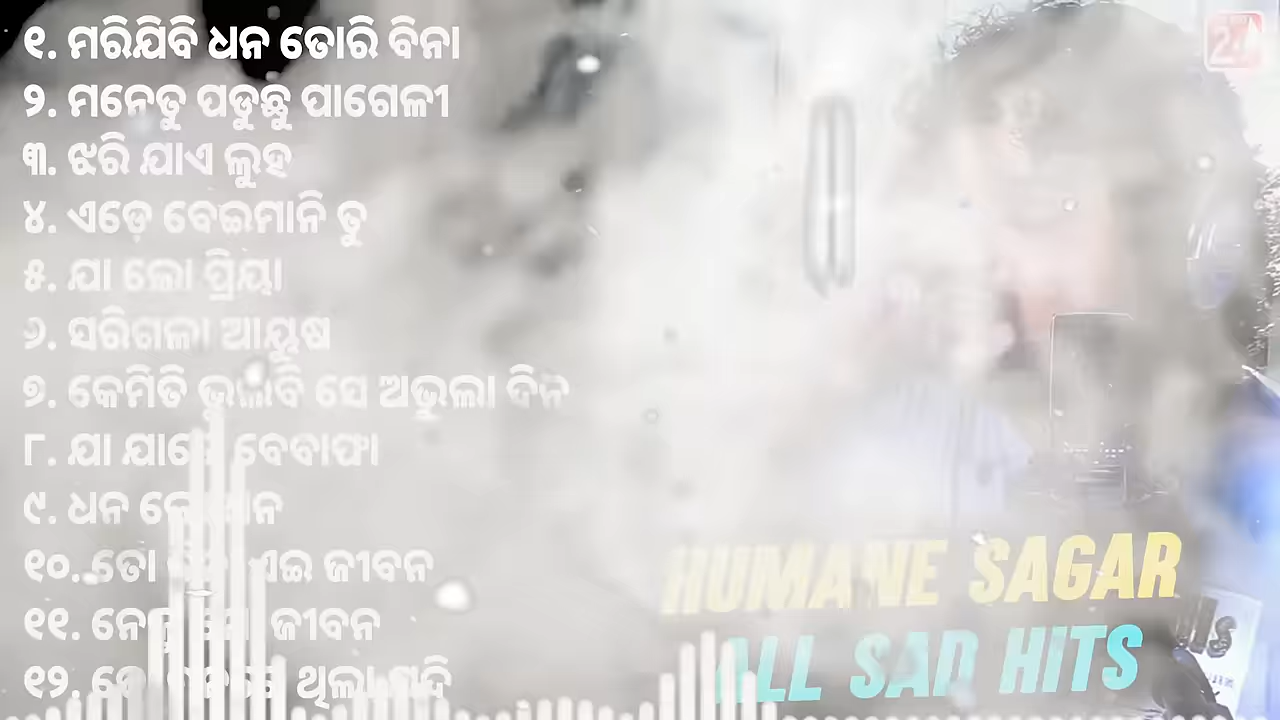 ୧. ମରିଯିବି ଧନ ତୋରି ବିନା
୨. ମନେତୁ ପଡୁଛୁ ପାଗେଳୀ
୩. ଝରି ଯାଏ ଲୁହ
୪. ଏଡ଼େ ବେଇମାନି ତୁ
୫. ଯା ଲୋ ପ୍ରିୟା
୬. ସରିଗଲା ଆୟୁଷ
୭. କେମିତି ଭୁଲିବି ସେ ଅଭୁଲା ଦିନ
୮. ଯା ଯାରେ ବେବାଫା
୯. ଧନ
୧୦. ତୋ ଏଇ ଜୀବନ
୧୧. ଜୀବନ
୧୨. ଥିଲା ଯଦି
HUMANE SAGAR
ALL SAD HITS